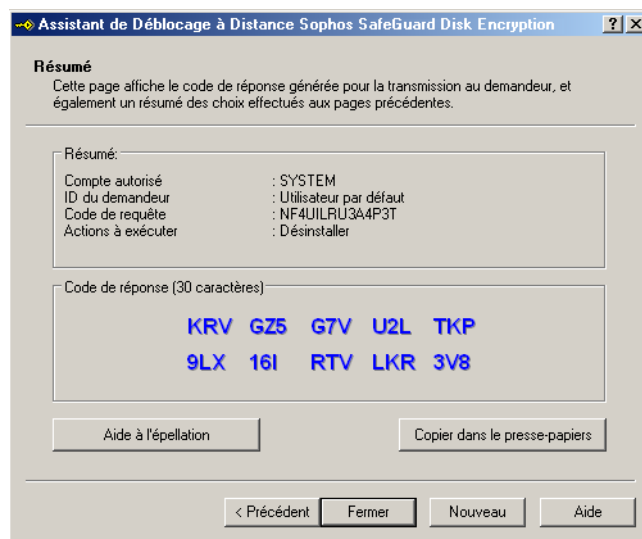 Assistant de Déblocage à Distance Sophos SafeGuard Disk Encryption
Résumé
Cette page affiche le code de réponse générée pour la transmission au demandeur, et
également un résumé des choix effectués aux pages précédentes.
Résumé:
Compte autorisé : SYSTEM
ID du demandeur : Utilisateur par défaut
Code de requête : NF4UILRU3A4P3T
Actions à exécuter : Désinstaller
Code de réponse (30 caractères)
KRV GZ5 G7V U2L TKP
9LX 16I RTV LKR 3V8
Aide à l'épellation
Copier dans le presse-papiers
< Précédent
Fermer
Nouveau
Aide